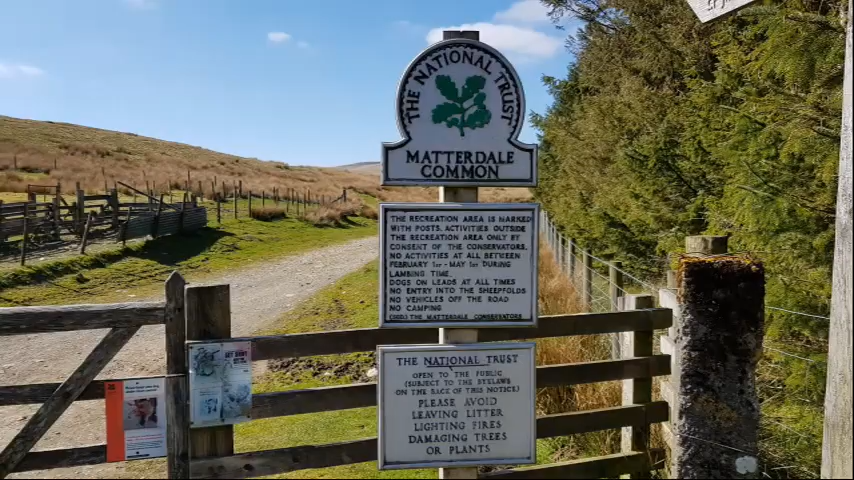 THE NATIONAL TRUST
MATTERDALE
COMMON
THE RECREATION AREA IS MARKED
WITH POSTS. ACTIVITIES OUTSIDE
THE RECREATION AREA ONLY BY
CONSENT OF THE CONSERVATORS.
NO ACTIVITIES AT ALL BETWEEN
FEBRUARY 1ST - MAY 1ST DURING
LAMBING TIME.
DOGS ON LEADS AT ALL TIMES
NO ENTRY INTO THE SHEEPFOLDS
NO VEHICLES OFF THE ROAD
NO CAMPING
THE MATTERDALE CONSERVATORS
THE NATIONAL TRUST
OPEN TO THE PUBLIC
(SUBJECT TO THE BYELAWS
ON THE BACK OF THIS NOTICE)
PLEASE AVOID
LEAVING LITTER
LIGHTING FIRES
DAMAGING TREES
OR PLANTS